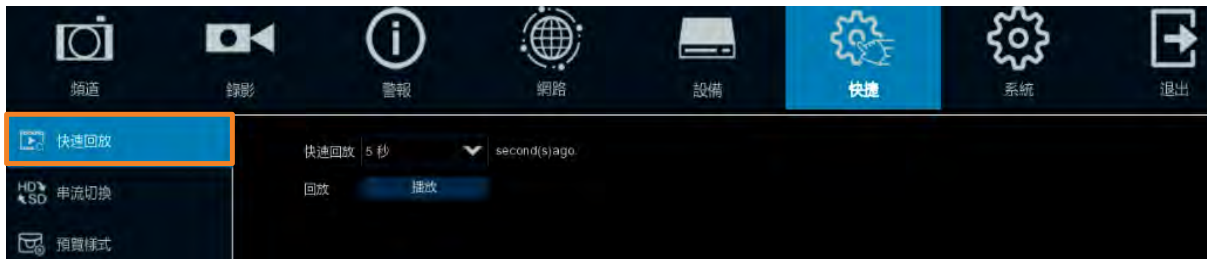 頻道 錄影 警報 網路 設備 快捷 系統 退出
快速回放
快速回放 5 秒 second(s)ago.
HD SD 串流切換
回放 播放
預覽樣式